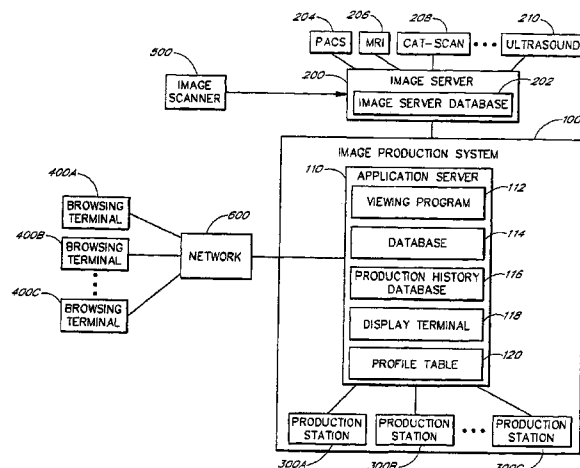 204 206 208 210
PACS MRI CAT-SCAN ULTRASOUND
500 200 202
IMAGE SCANNER
IMAGE SERVER
IMAGE SERVER DATABASE
100
IMAGE PRODUCTION SYSTEM
110
APPLICATION SERVER
VIEWING PROGRAM 112
DATABASE 114
PRODUCTION HISTORY DATABASE 116
DISPLAY TERMINAL 118
PROFILE TABLE 120
400A
BROWSING TERMINAL
400B
BROWSING TERMINAL
400C
BROWSING TERMINAL
600
NETWORK
PRODUCTION STATION
PRODUCTION STATION
PRODUCTION STATION
300A 300B 300C